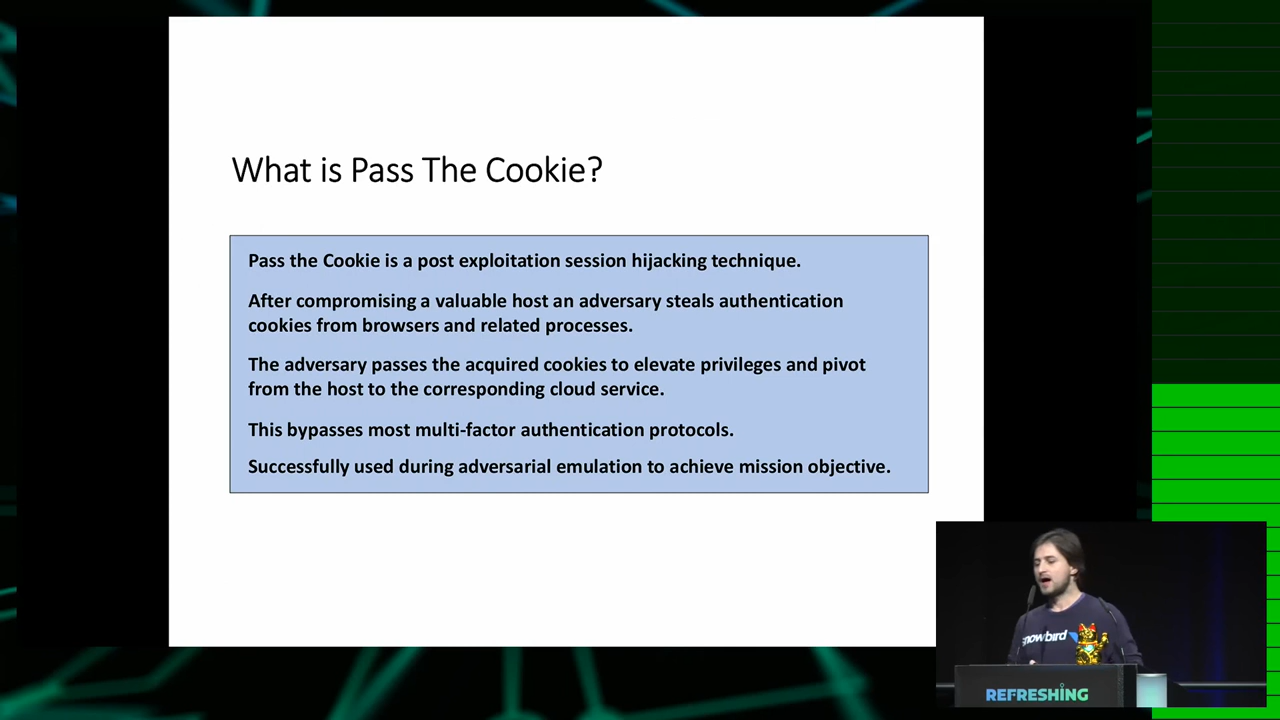 What is Pass The Cookie?
Pass the Cookie is a post exploitation session hijacking technique.
After compromising a valuable host an adversary steals authentication
cookies from browsers and related processes.
The adversary passes the acquired cookies to elevate privileges and pivot
from the host to the corresponding cloud service.
This bypasses most multi-factor authentication protocols.
Successfully used during adversarial emulation to achieve mission objective.
snowbird
REFRESHING